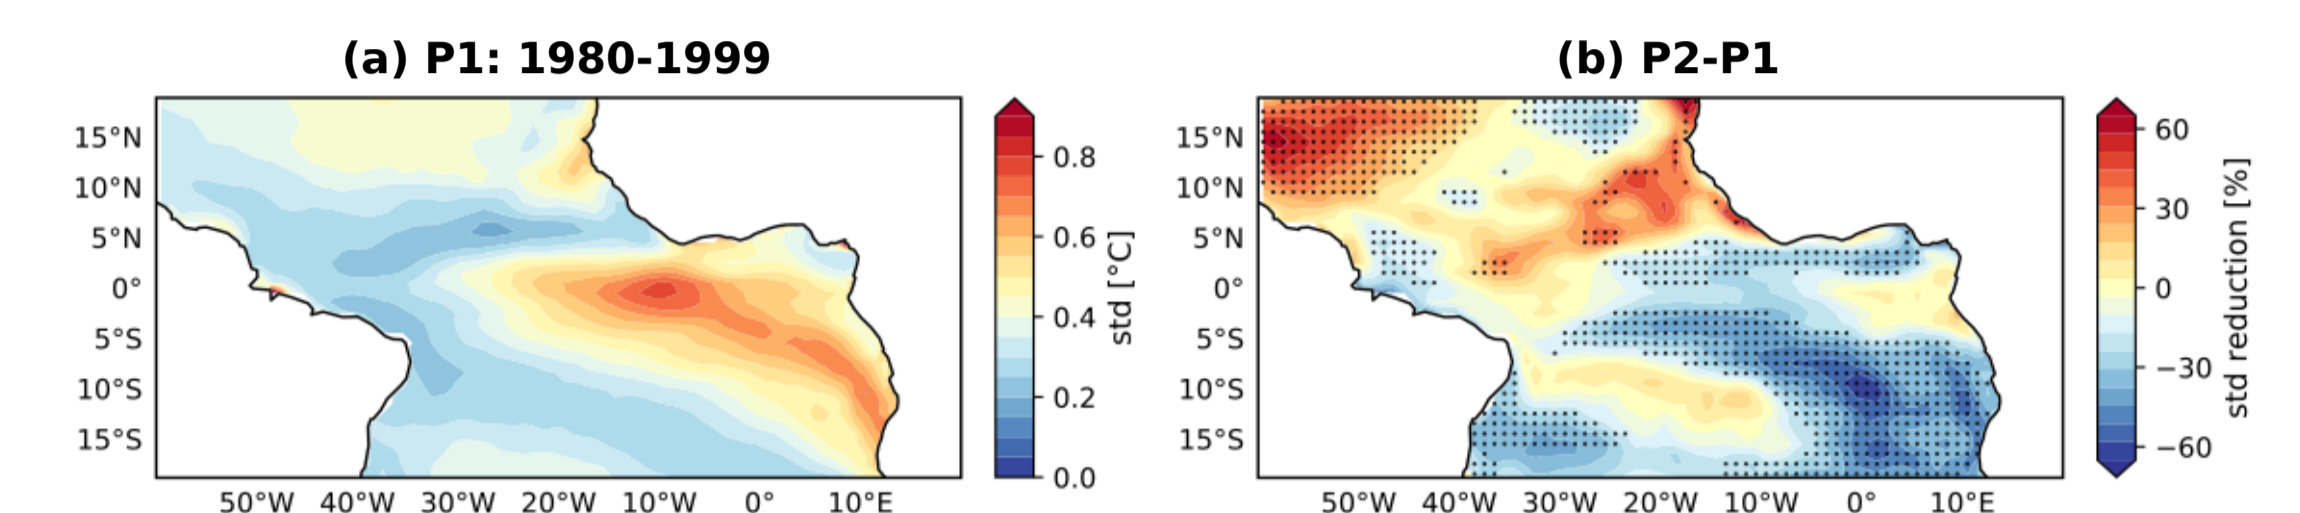 (a) P1: 1980-1999
15°N
10°N
5°N
0°
5°S
10°S
15°S
50°W 40°W 30°W 20°W 10°W 0° 10°E
0.8
0.6
0.4
0.2
0.0
std [°C]
(b) P2-P1
15°N
10°N
5°N
0°
5°S
10°S
15°S
50°W 40°W 30°W 20°W 10°W 0° 10°E
60
30
0
−30
−60
std reduction [%]